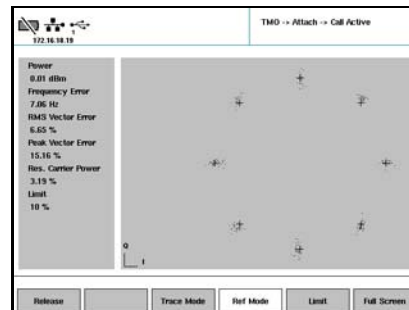 TMO -> Attach -> Call Active
1
172.16.18.19
Power
0.01 dBm
Frequency Error
7.06 Hz
RMS Vector Error
6.65 %
Peak Vector Error
15.16 %
Res. Carrier Power
3.19 %
Limit
10 %
Q
I
Release
Trace Mode
Ref Mode
Limit
Full Screen